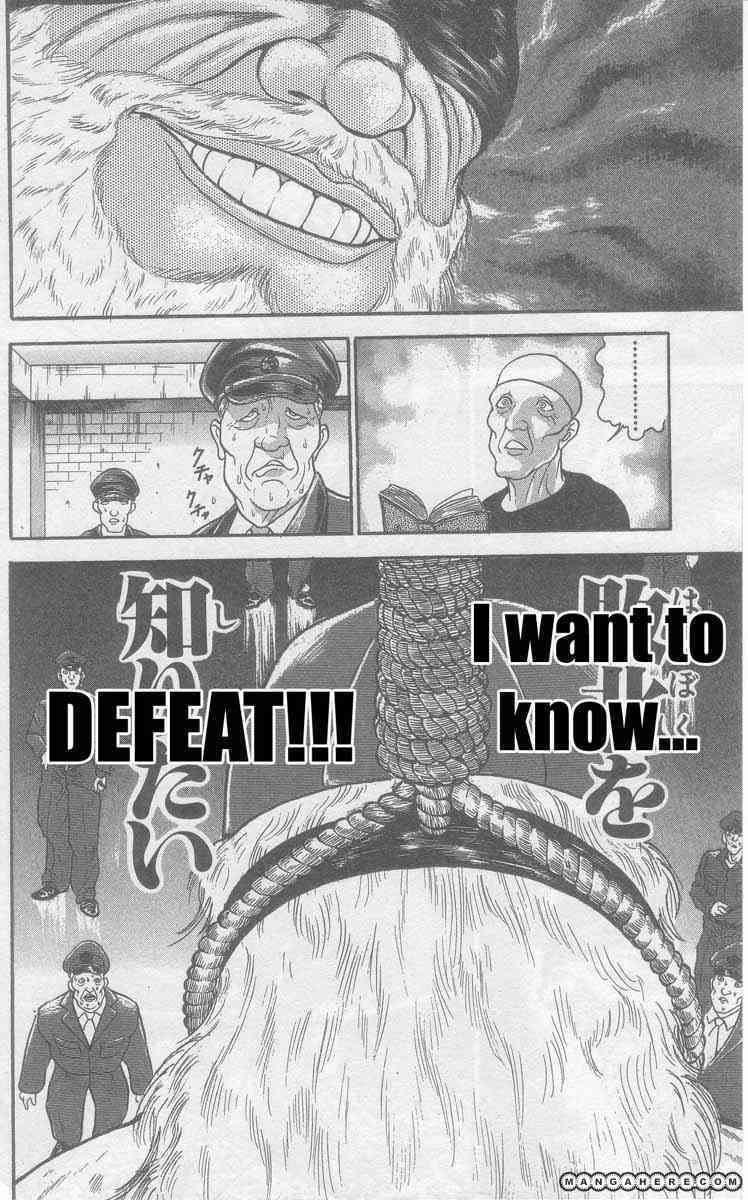 ………
クチャ
クチャ
I want to
know...
DEFEAT!!!
はいぼく
敗北を
し
知りたい
MANGAHERE.COM